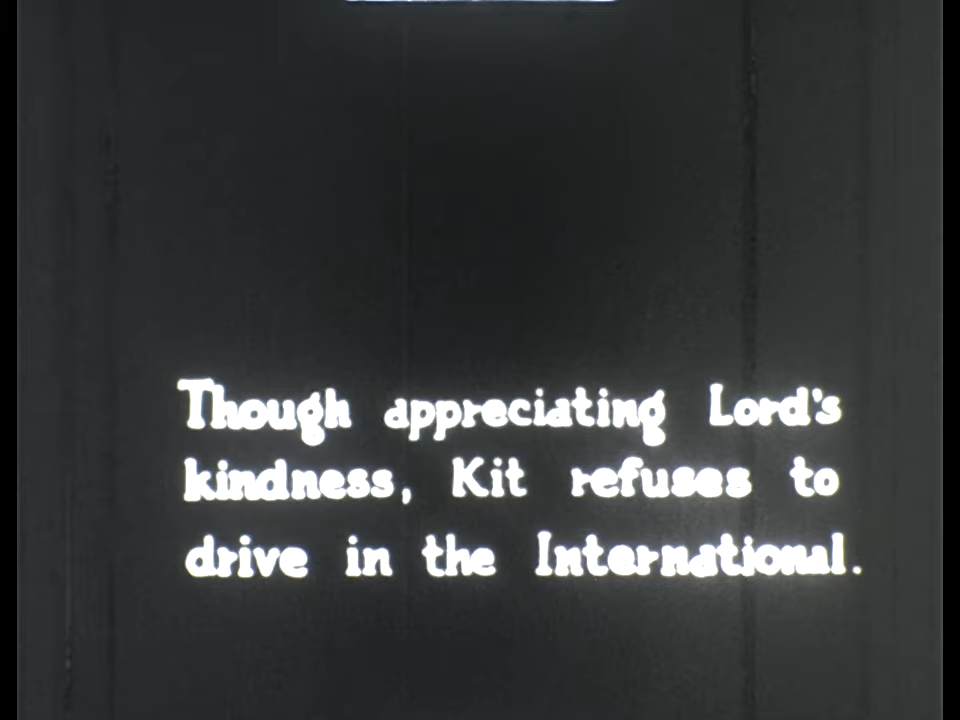 Though appreciating Lord's
kindness, Kit refuses to
drive in the International.